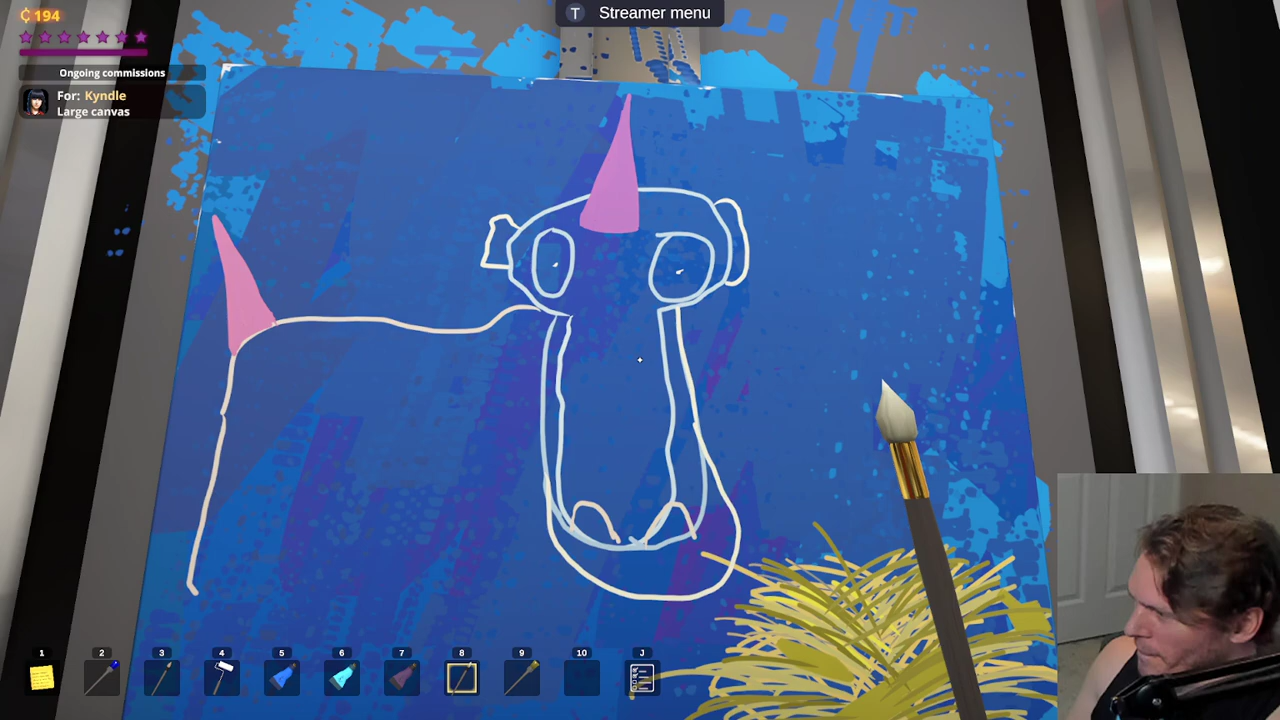 ₵ 194
T Streamer menu
Ongoing commissions
For: Kyndle
Large canvas
1 2 3 4 5 6 7 8 9 10 J